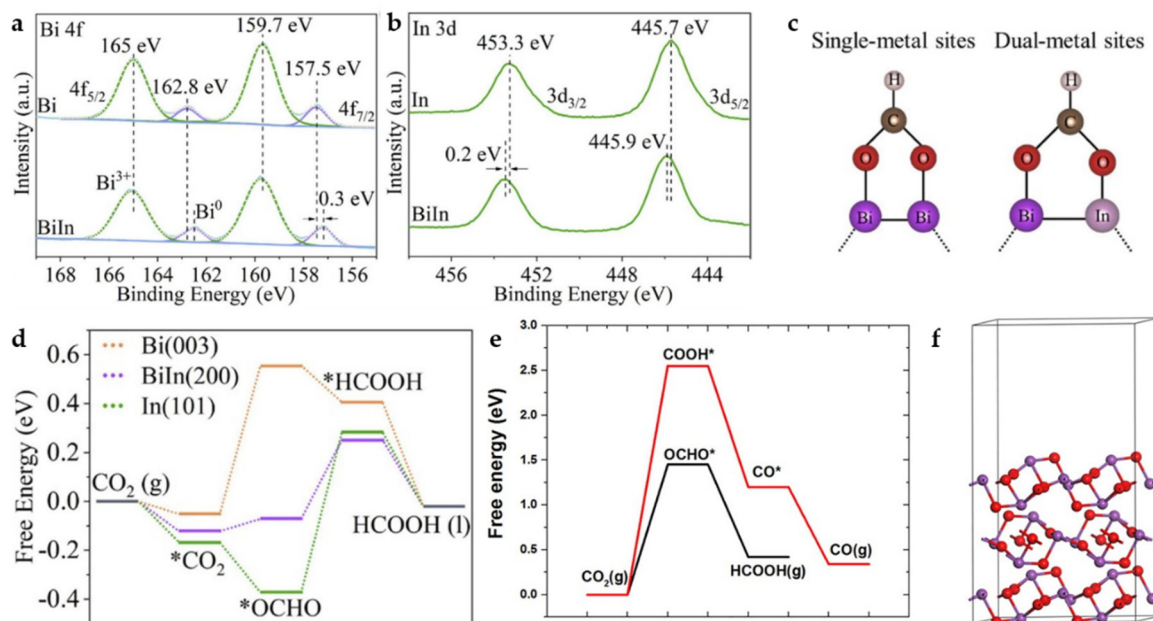 a
Bi 4f
165 eV
159.7 eV
162.8 eV
157.5 eV
4f5/2
4f7/2
Bi
Bi3+
Bi0
0.3 eV
BiIn
Intensity (a.u.)
168 166 164 162 160 158 156
Binding Energy (eV)
b
In 3d
453.3 eV
445.7 eV
In
3d3/2
3d5/2
0.2 eV
445.9 eV
BiIn
Intensity (a.u.)
456 452 448 444
Binding Energy (eV)
c
Single-metal sites Dual-metal sites
H H
C C
O O O O
Bi Bi Bi In
d
Bi(003)
BiIn(200)
In(101)
*HCOOH
CO2 (g)
*CO2
*OCHO
HCOOH (l)
Free Energy (eV)
0.6
0.4
0.2
0.0
-0.2
-0.4
e
COOH*
OCHO*
CO*
CO2(g)
HCOOH(g)
CO(g)
Free energy (eV)
3.0
2.5
2.0
1.5
1.0
0.5
0.0
f